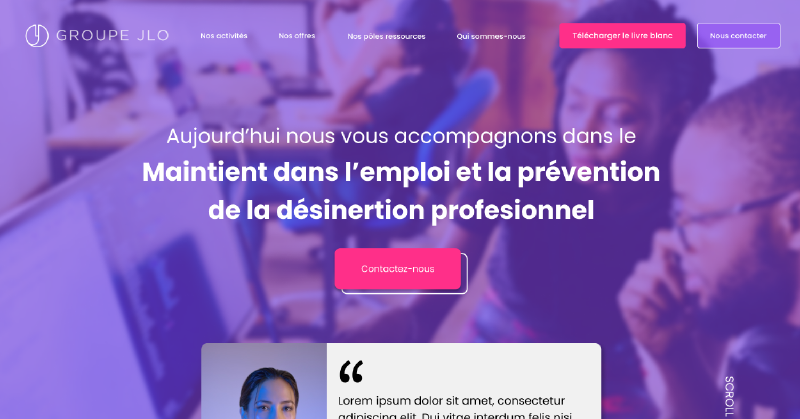 GROUPE JLO
Nos activités
Nos offres
Nos pôles ressources
Qui sommes-nous
Télécharger le livre blanc
Nous contacter
Aujourd'hui nous vous accompagnons dans le
Maintient dans l'emploi et la prévention
de la désinertion profesionnel
Contactez-nous
“
Lorem ipsum dolor sit amet, consectetur
adipiscing elit. Dui vitae interdum felis nisi
SCROLL